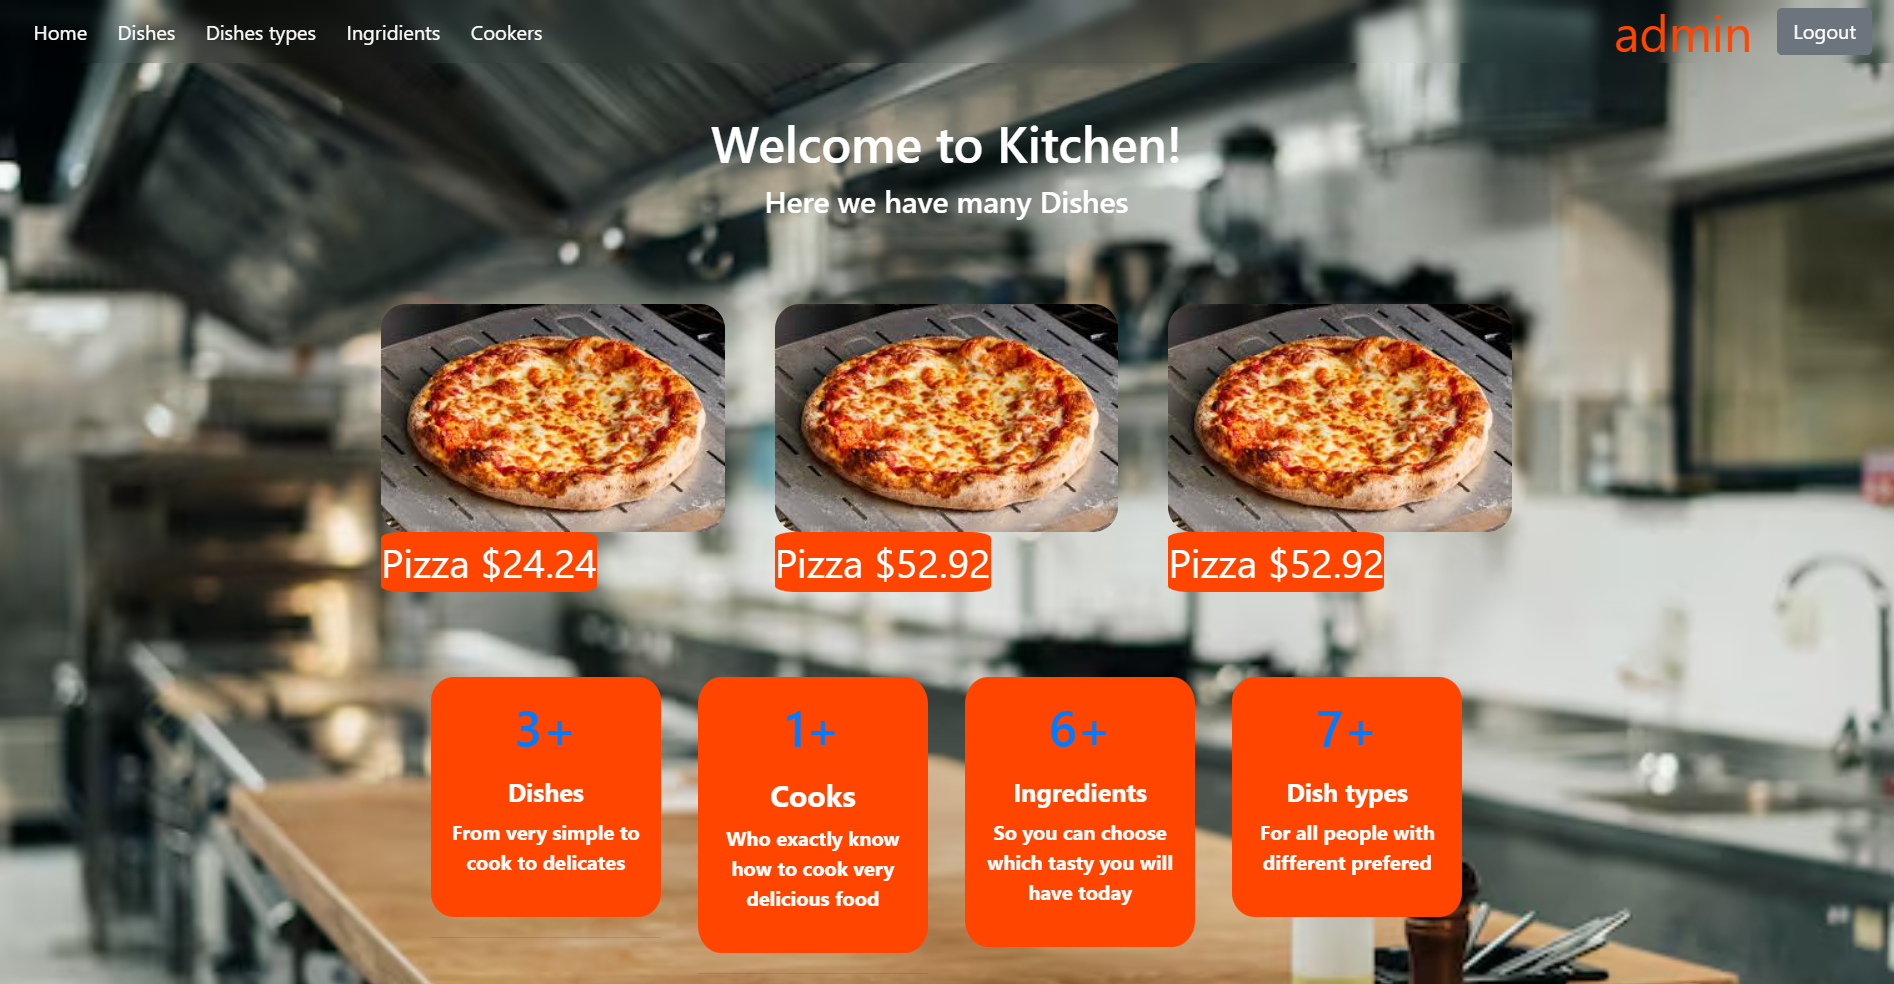 Home Dishes Dishes types Ingridients Cookers admin Logout
Welcome to Kitchen!
Here we have many Dishes
Pizza $24.24
Pizza $52.92
Pizza $52.92
3+
Dishes
From very simple to
cook to delicates
1+
Cooks
Who exactly know
how to cook very
delicious food
6+
Ingredients
So you can choose
which tasty you will
have today
7+
Dish types
For all people with
different prefered